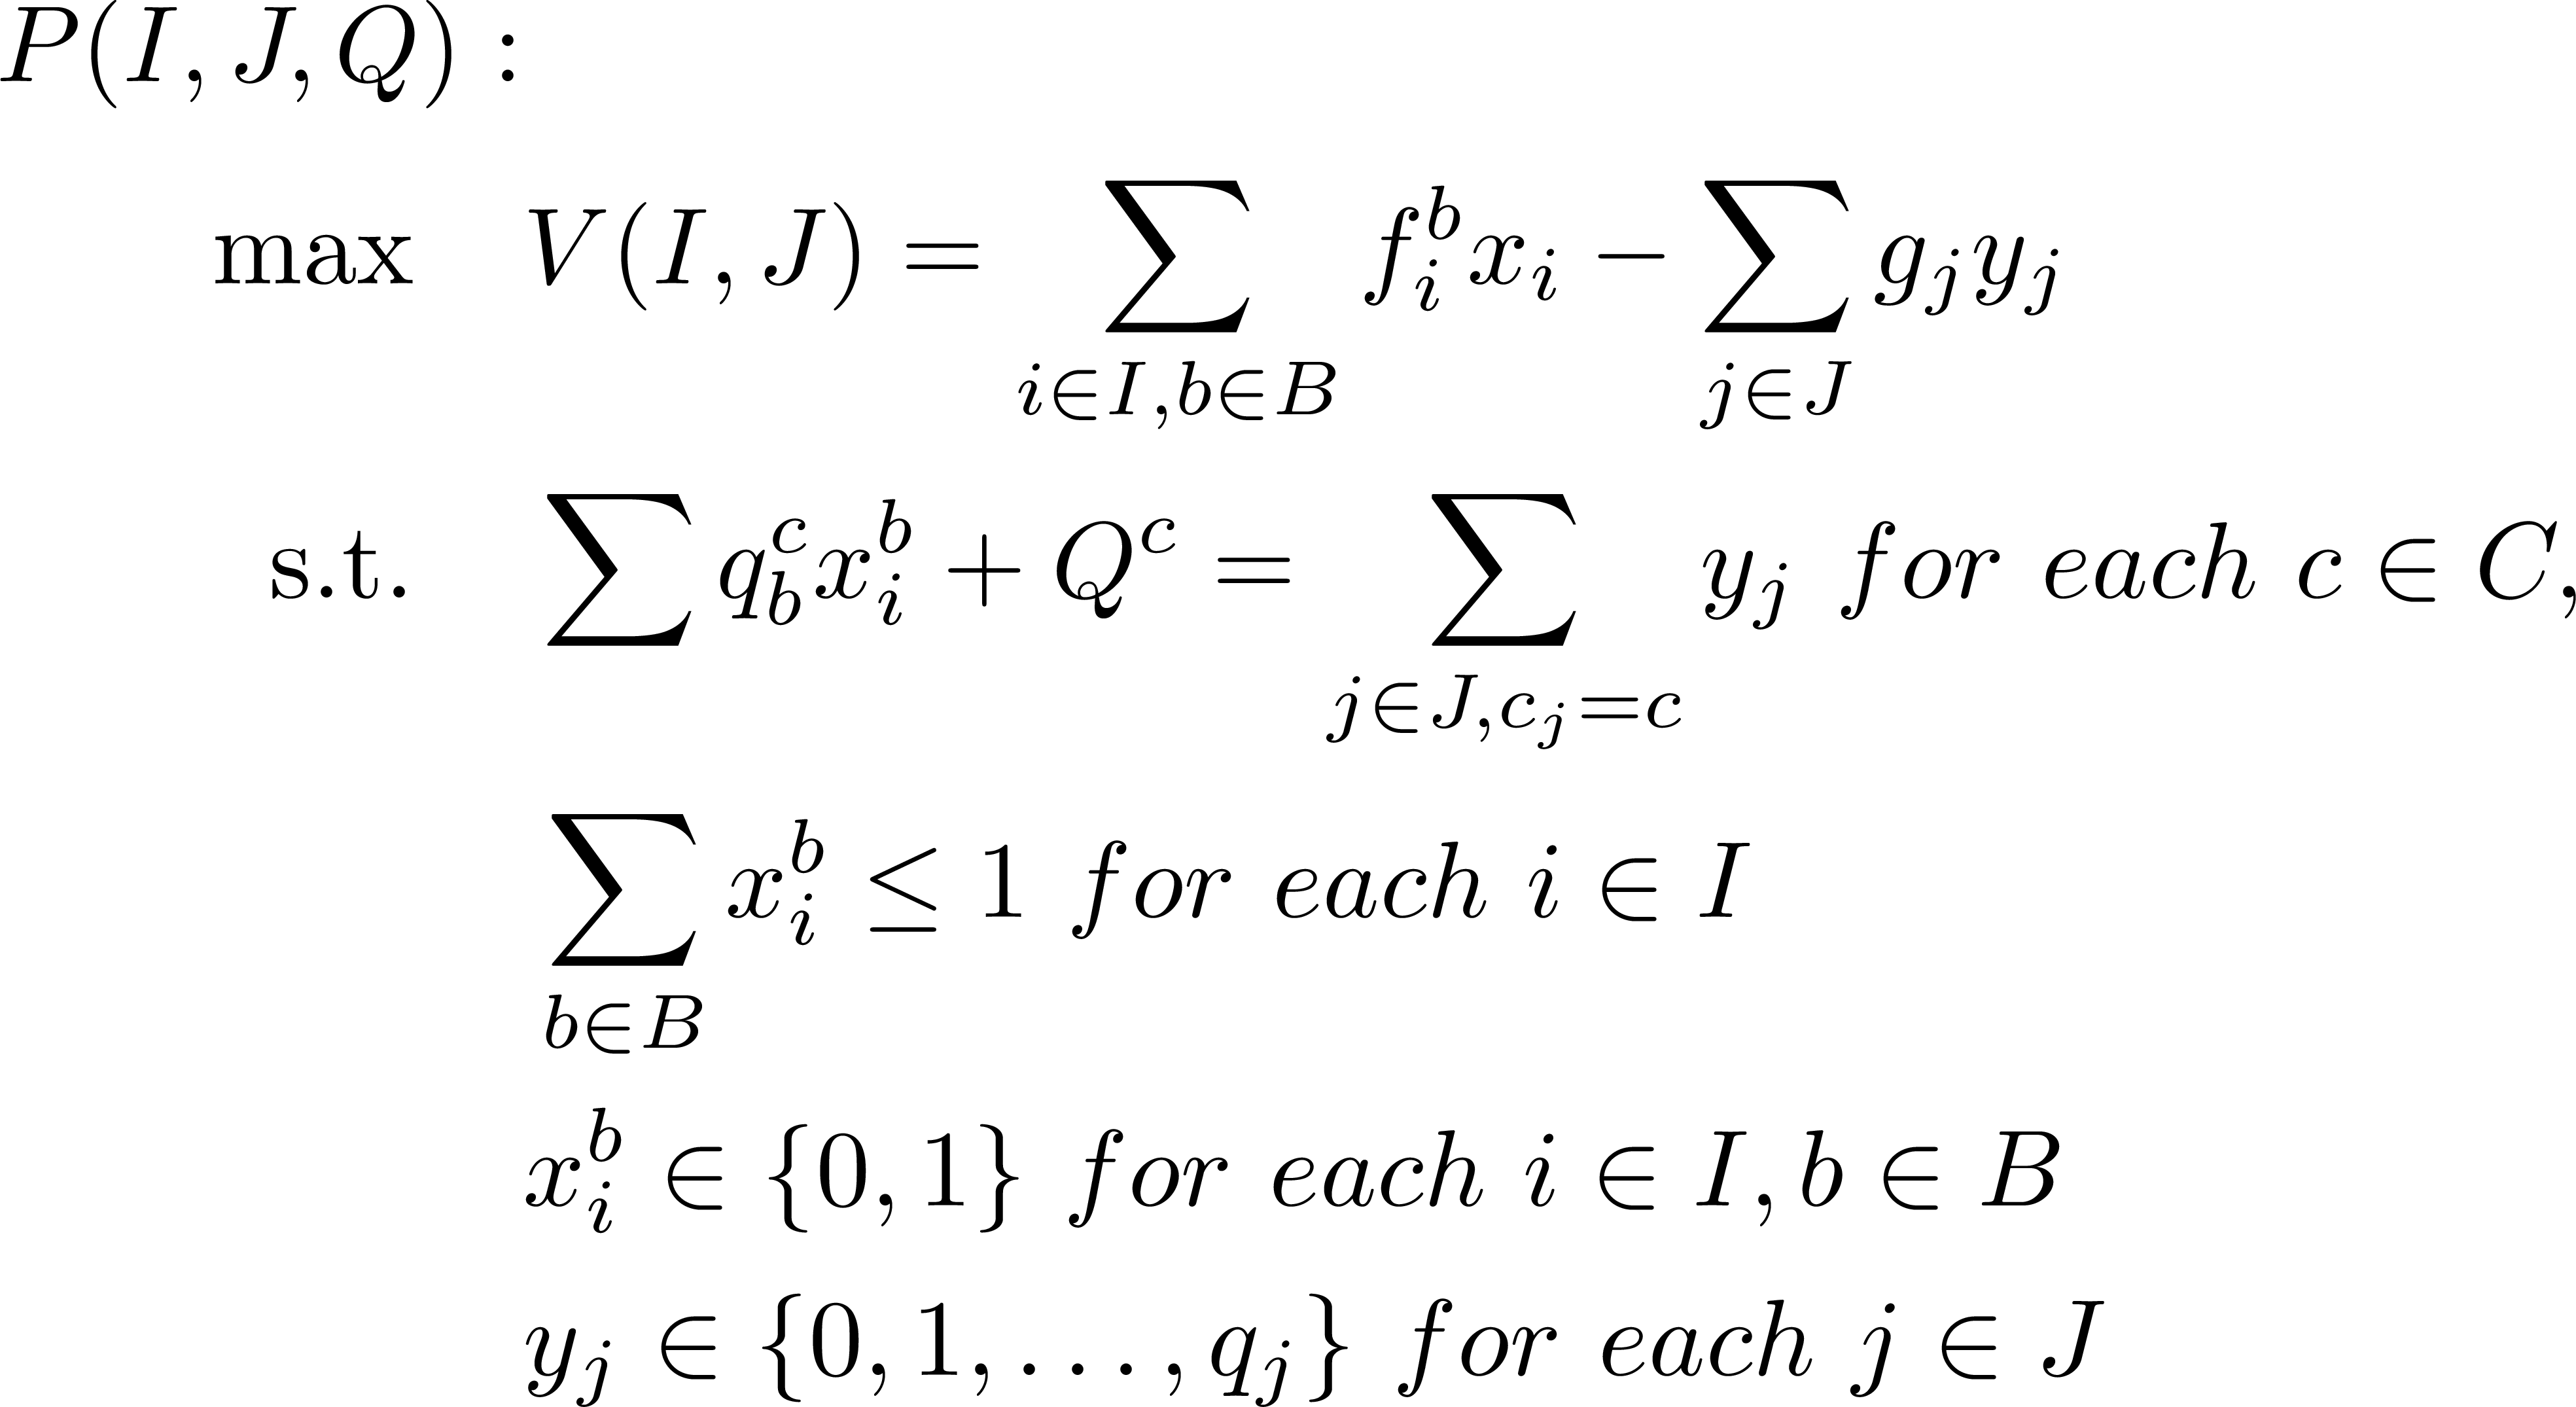 P(I, J, Q) :
max V(I, J) = ∑_{i∈I,b∈B} f_i^b x_i − ∑_{j∈J} g_j y_j
s.t. ∑ q_b^c x_i^b + Q^c = ∑_{j∈J,c_j=c} y_j for each c ∈ C,
∑_{b∈B} x_i^b ≤ 1 for each i ∈ I
x_i^b ∈ {0, 1} for each i ∈ I, b ∈ B
y_j ∈ {0, 1, . . . , q_j} for each j ∈ J